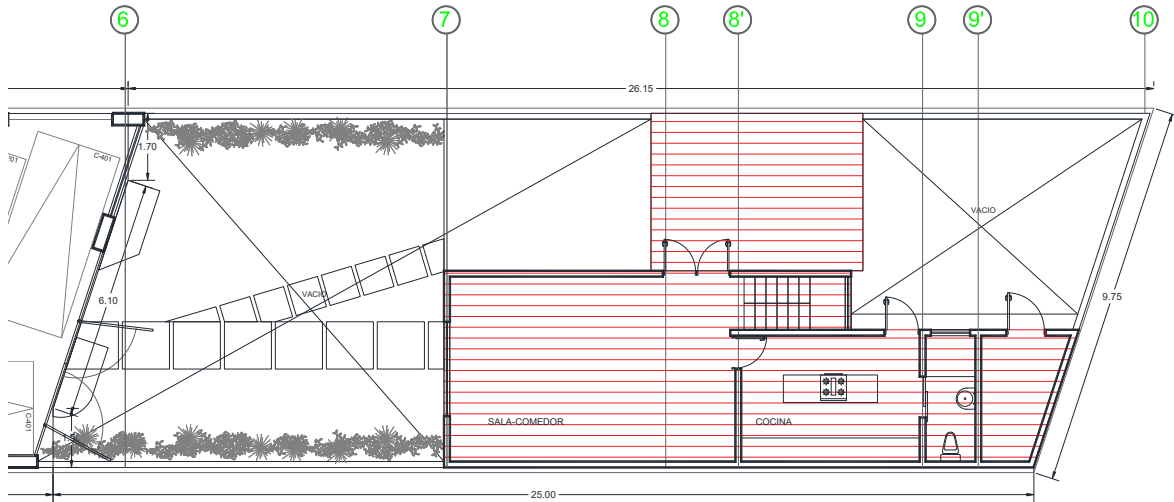 6
7
8
8'
9
9'
10
26.15
1.70
C-401
VACIO
6.10
VACIO
9.75
C-401
SALA-COMEDOR
COCINA
25.00